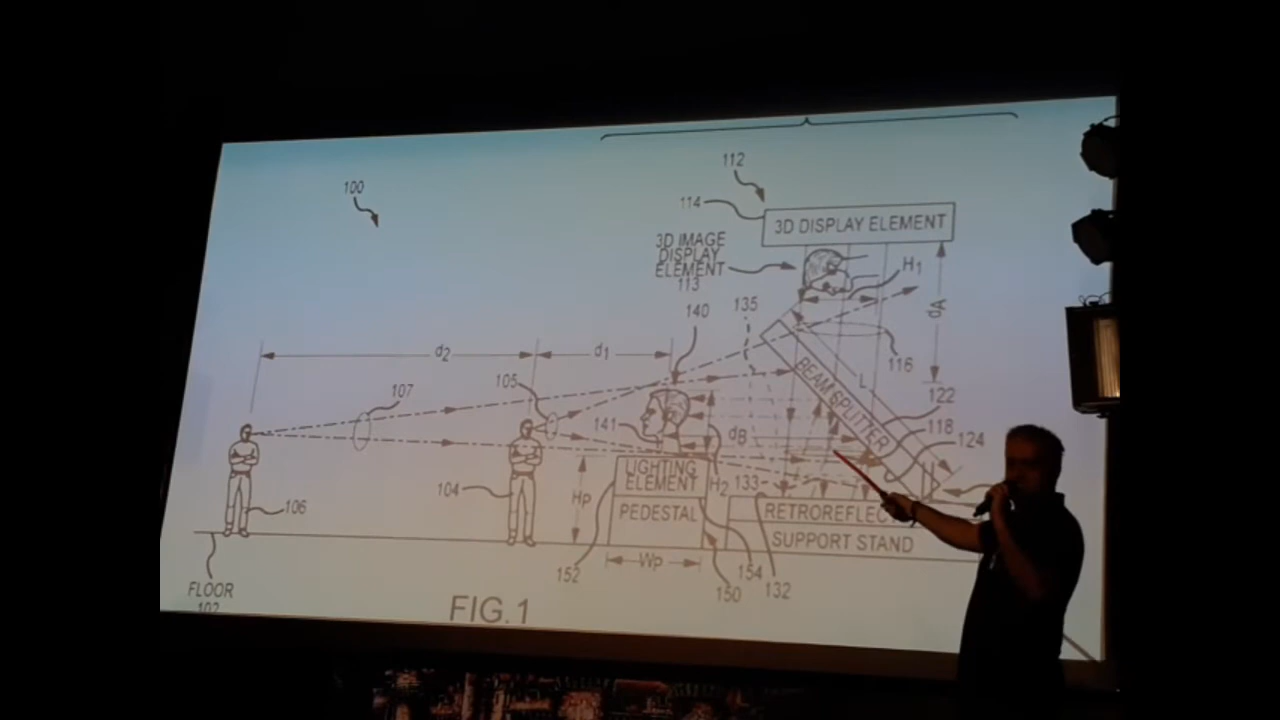 100
112
114
3D DISPLAY ELEMENT
3D IMAGE
DISPLAY
ELEMENT
113
H1
135
140
dA
d2
d1
116
105
107
L
122
BEAM SPLITTER
141
118
dB
124
LIGHTING
ELEMENT
H2
133
104
Hp
106
PEDESTAL
RETROREFLEC
SUPPORT STAND
152
Wp
154
132
150
FLOOR
102
FIG.1